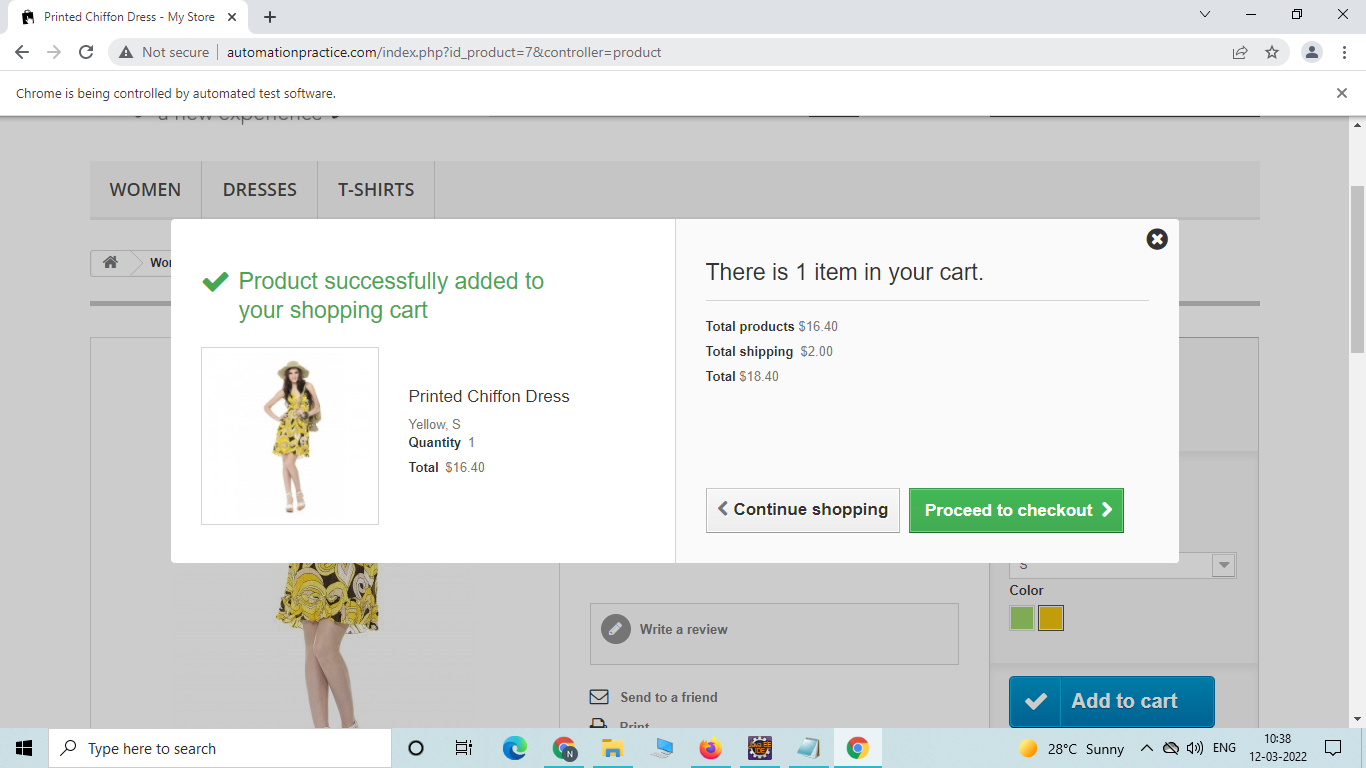 Printed Chiffon Dress - My Store
Not secure
automationpractice.com/index.php?id_product=7&controller=product
Chrome is being controlled by automated test software.
a new experience
WOMEN
DRESSES
T-SHIRTS
Product successfully added to
your shopping cart
Printed Chiffon Dress
Yellow, S
Quantity 1
Total $16.40
There is 1 item in your cart.
Total products $16.40
Total shipping $2.00
Total $18.40
Continue shopping
Proceed to checkout
S
Color
Write a review
Send to a friend
Print
Add to cart
Type here to search
28°C Sunny
ENG
10:38
12-03-2022